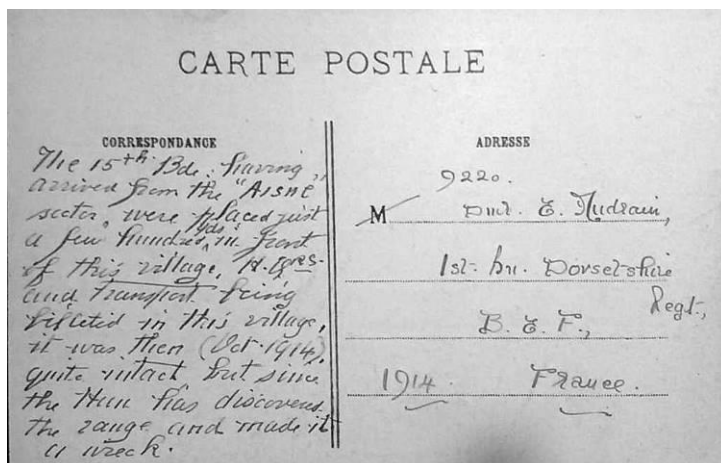 CARTE POSTALE
CORRESPONDANCE
The 15th Bde. having
arrived from the "Aisne"
sector, were placed just
a few hundred yds in front
of this village, H. Qrs.
and Transport being
billeted in this village,
it was then (Oct. 1914),
quite intact but since
the Hun has discovered
the range and made it
a wreck.
ADRESSE
9220.
M Dmr. E.
1st. Bn. Dorsetshire
Regt.,
B. E. F.,
1914. France.